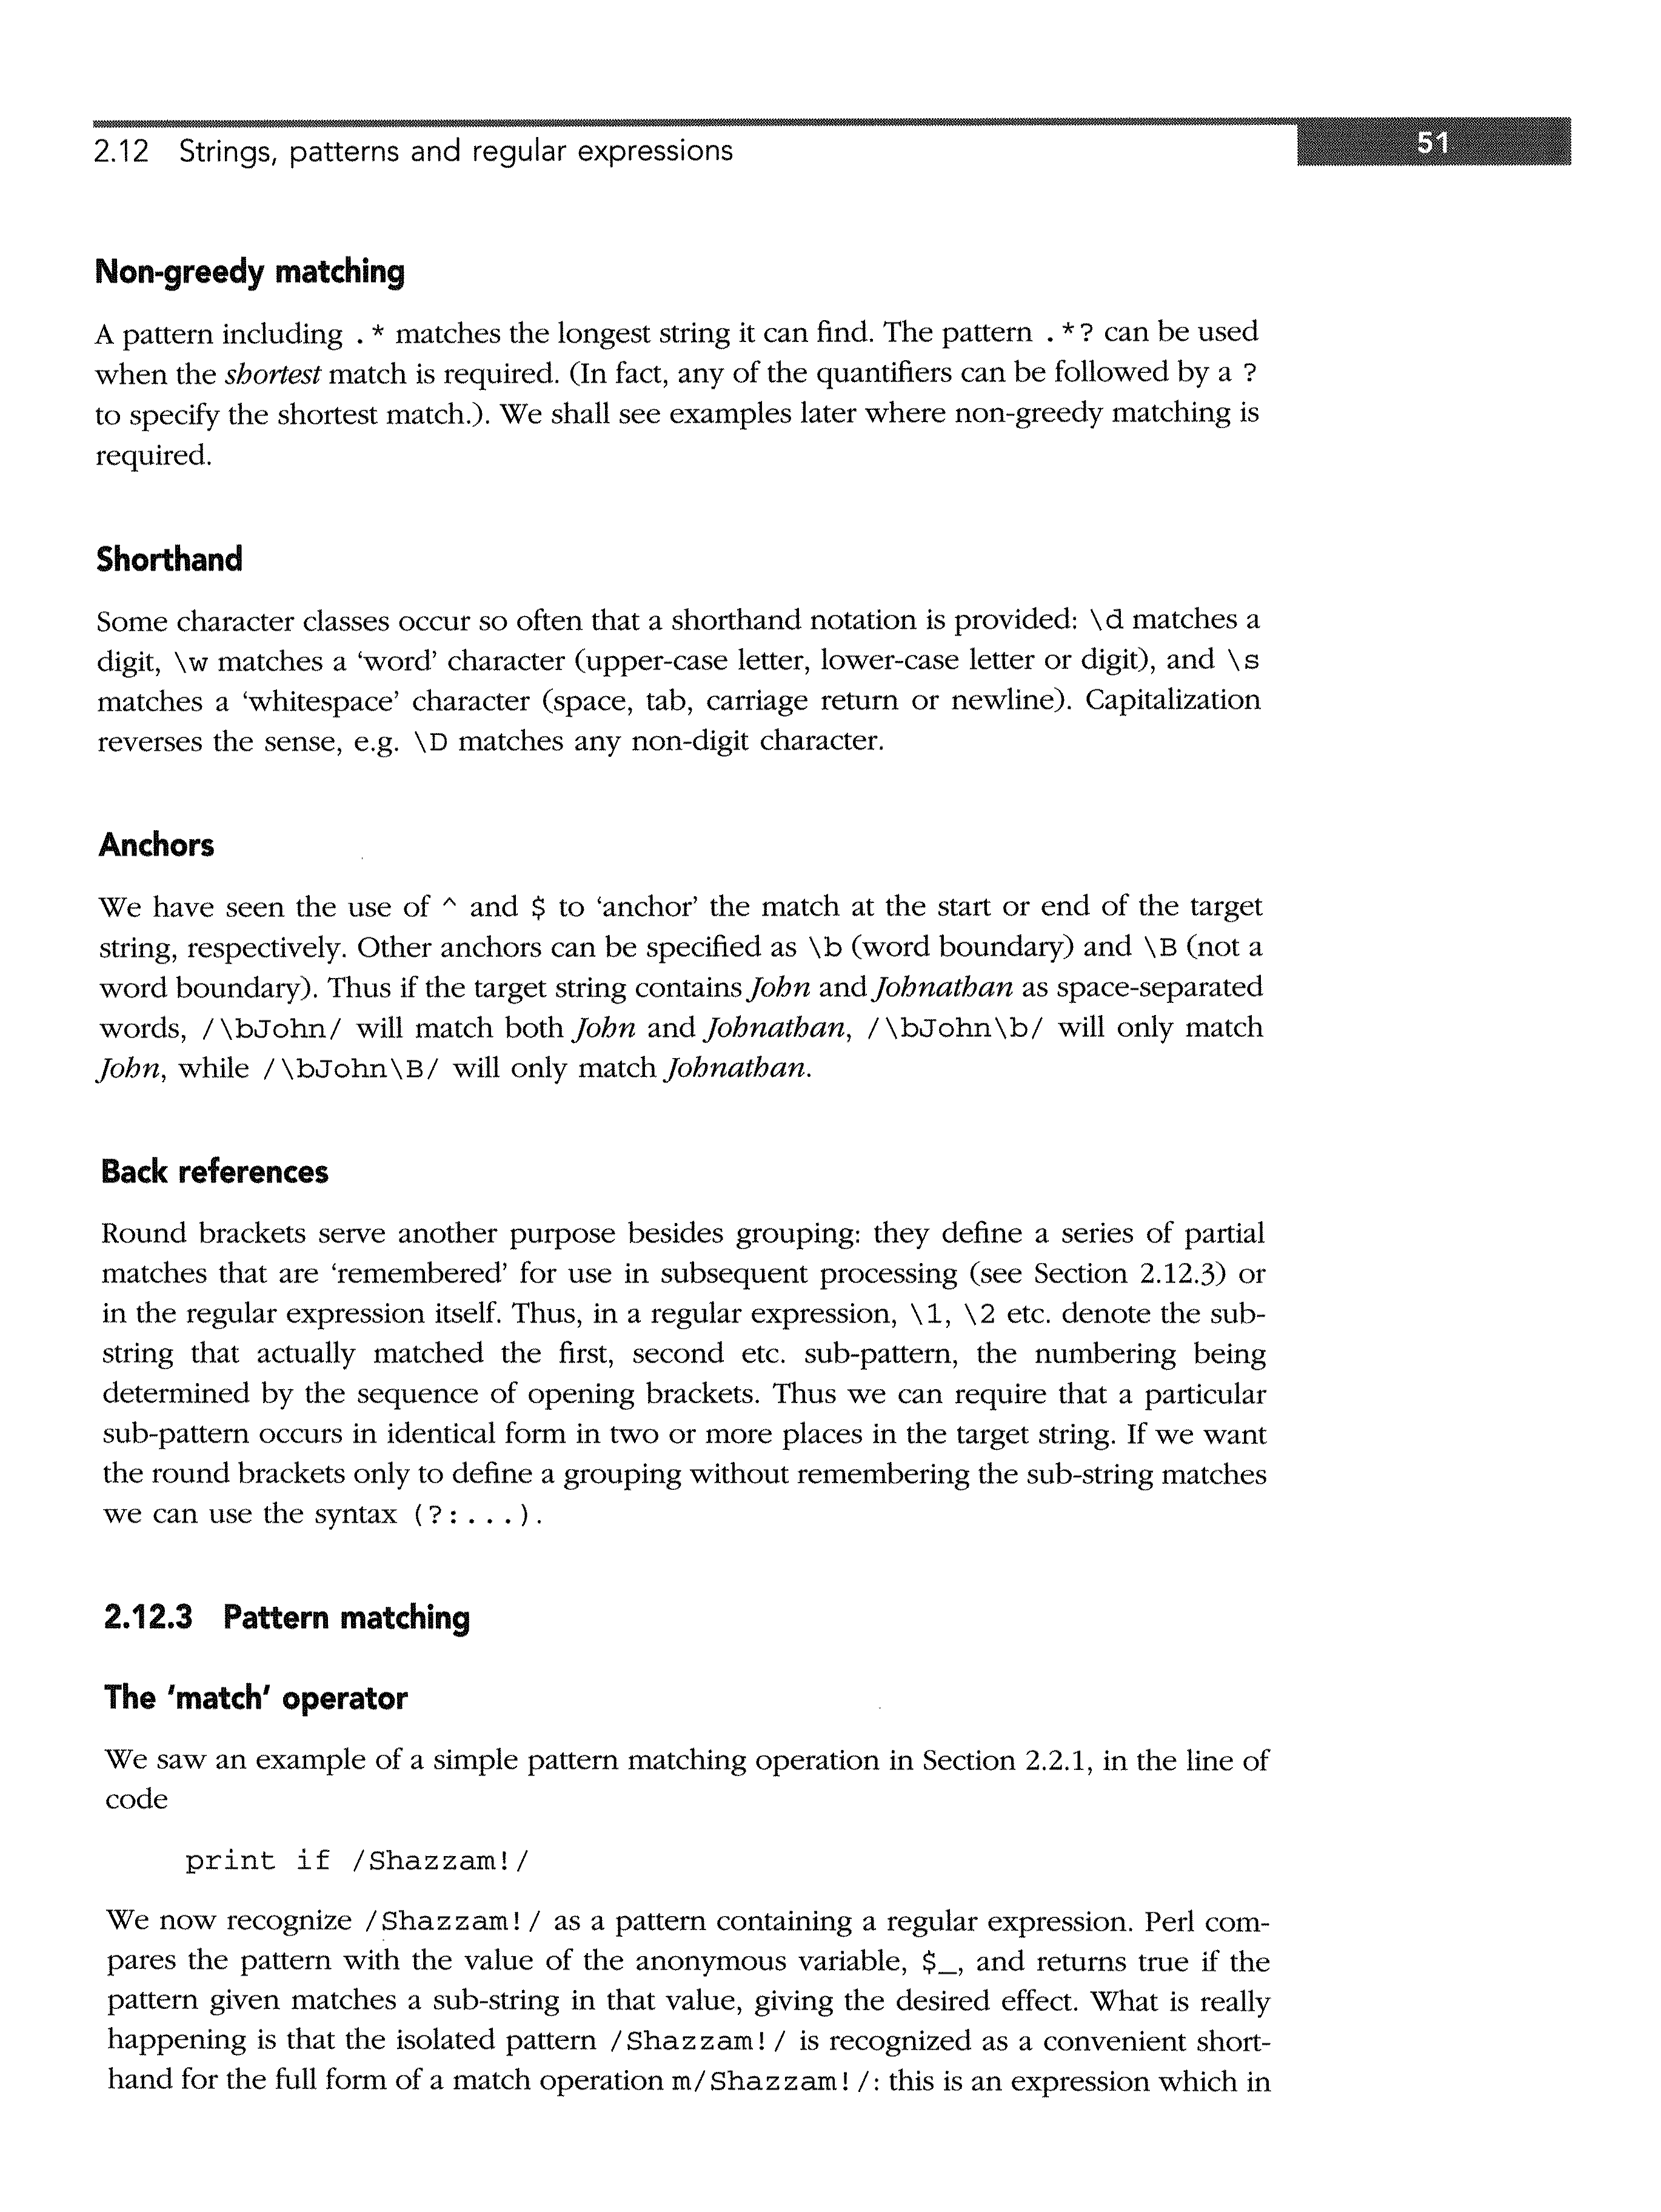 2.12 Strings, patterns and regular expressions
51
Non-greedy matching
A pattern including .* matches the longest string it can find. The pattern .*? can be used
when the shortest match is required. (In fact, any of the quantifiers can be followed by a ?
to specify the shortest match.). We shall see examples later where non-greedy matching is
required.
Shorthand
Some character classes occur so often that a shorthand notation is provided: \d matches a
digit, \w matches a ‘word’ character (upper-case letter, lower-case letter or digit), and \s
matches a ‘whitespace’ character (space, tab, carriage return or newline). Capitalization
reverses the sense, e.g. \D matches any non-digit character.
Anchors
We have seen the use of ^ and $ to ‘anchor’ the match at the start or end of the target
string, respectively. Other anchors can be specified as \b (word boundary) and \B (not a
word boundary). Thus if the target string contains John and Johnathan as space-separated
words, /\bJohn/ will match both John and Johnathan, /\bJohn\b/ will only match
John, while /\bJohn\B/ will only match Johnathan.
Back references
Round brackets serve another purpose besides grouping: they define a series of partial
matches that are ‘remembered’ for use in subsequent processing (see Section 2.12.3) or
in the regular expression itself. Thus, in a regular expression, \1, \2 etc. denote the sub-
string that actually matched the first, second etc. sub-pattern, the numbering being
determined by the sequence of opening brackets. Thus we can require that a particular
sub-pattern occurs in identical form in two or more places in the target string. If we want
the round brackets only to define a grouping without remembering the sub-string matches
we can use the syntax (?:...).
2.12.3 Pattern matching
The ‘match’ operator
We saw an example of a simple pattern matching operation in Section 2.2.1, in the line of
code
print if /Shazzam!/
We now recognize /Shazzam!/ as a pattern containing a regular expression. Perl com-
pares the pattern with the value of the anonymous variable, $_, and returns true if the
pattern given matches a sub-string in that value, giving the desired effect. What is really
happening is that the isolated pattern /Shazzam!/ is recognized as a convenient short-
hand for the full form of a match operation m/Shazzam!/: this is an expression which in